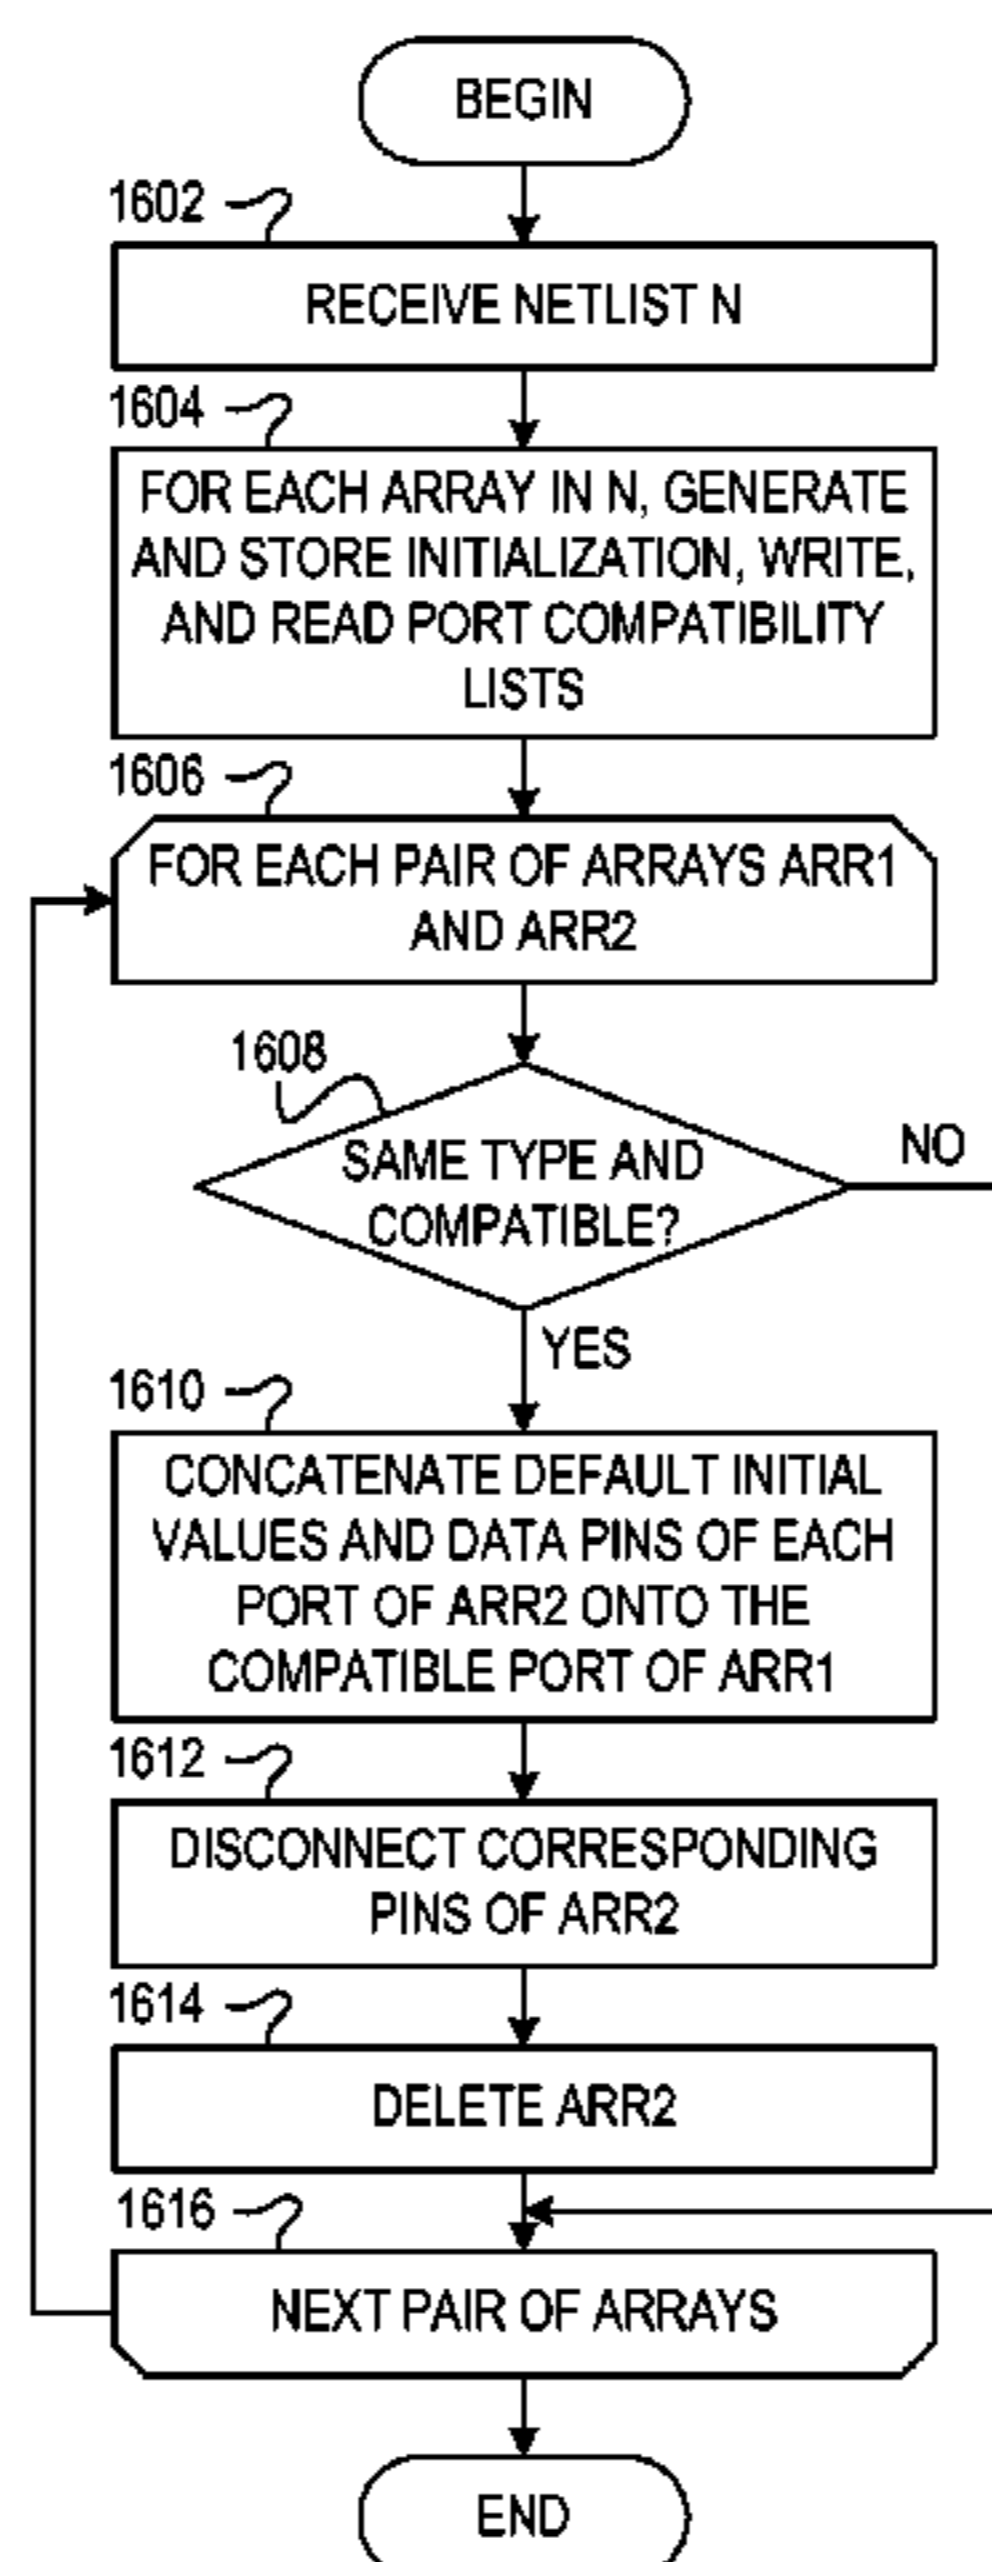 BEGIN
1602
RECEIVE NETLIST N
1604
FOR EACH ARRAY IN N, GENERATE
AND STORE INITIALIZATION, WRITE,
AND READ PORT COMPATIBILITY
LISTS
1606
FOR EACH PAIR OF ARRAYS ARR1
AND ARR2
1608
SAME TYPE AND
COMPATIBLE?
NO
YES
1610
CONCATENATE DEFAULT INITIAL
VALUES AND DATA PINS OF EACH
PORT OF ARR2 ONTO THE
COMPATIBLE PORT OF ARR1
1612
DISCONNECT CORRESPONDING
PINS OF ARR2
1614
DELETE ARR2
1616
NEXT PAIR OF ARRAYS
END